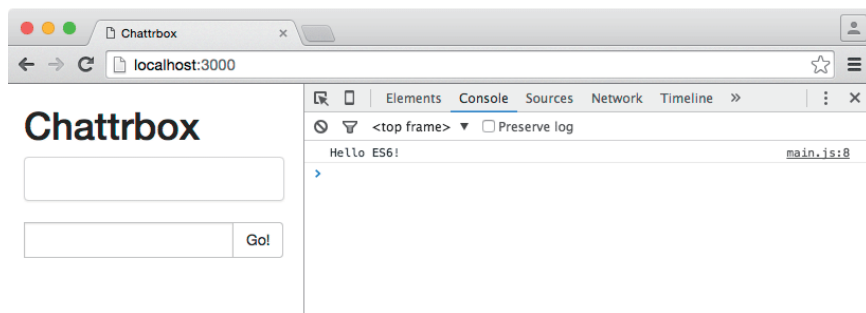 Chattrbox
localhost:3000
Elements Console Sources Network Timeline »
<top frame> ▼ Preserve log
Hello ES6! main.js:8
>
Chattrbox
Go!